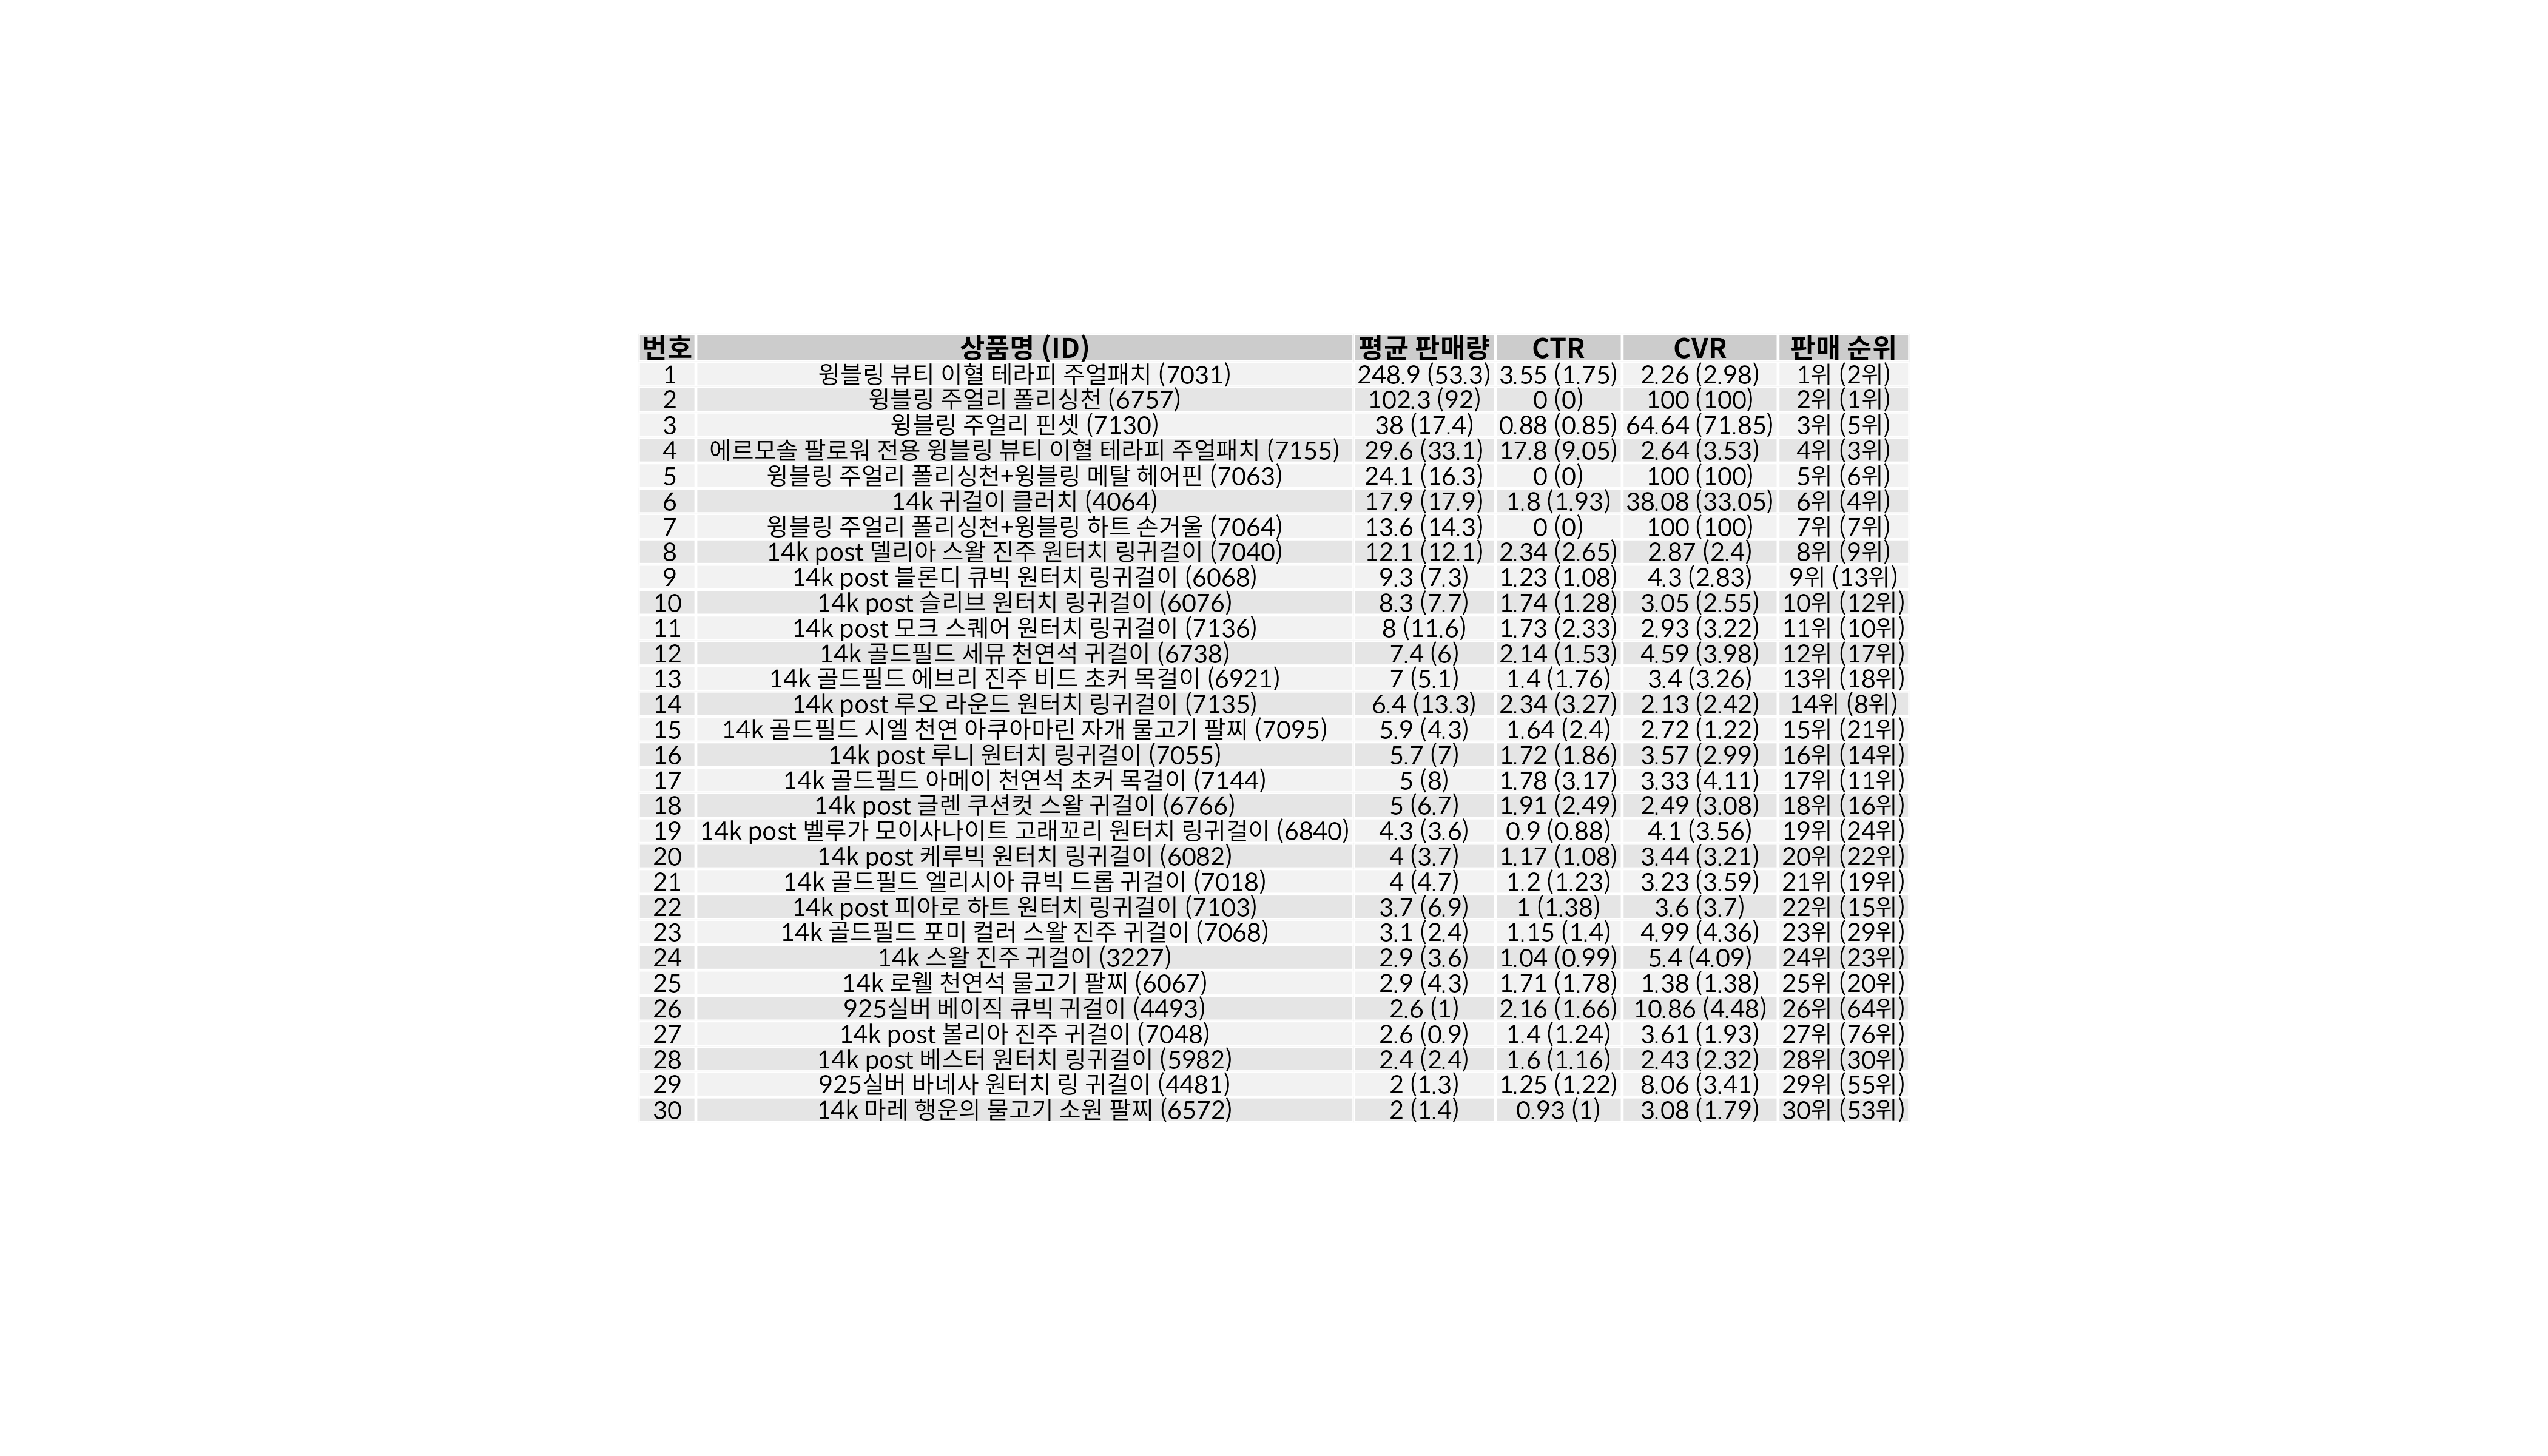 번호 상품명 (ID) 평균 판매량 CTR CVR 판매 순위
1 윙블링 뷰티 이혈 테라피 주얼패치 (7031) 248.9 (53.3) 3.55 (1.75) 2.26 (2.98) 1위 (2위)
2 윙블링 주얼리 폴리싱천 (6757) 102.3 (92) 0 (0) 100 (100) 2위 (1위)
3 윙블링 주얼리 핀셋 (7130) 38 (17.4) 0.88 (0.85) 64.64 (71.85) 3위 (5위)
4 에르모솔 팔로워 전용 윙블링 뷰티 이혈 테라피 주얼패치 (7155) 29.6 (33.1) 17.8 (9.05) 2.64 (3.53) 4위 (3위)
5 윙블링 주얼리 폴리싱천+윙블링 메탈 헤어핀 (7063) 24.1 (16.3) 0 (0) 100 (100) 5위 (6위)
6 14k 귀걸이 클러치 (4064) 17.9 (17.9) 1.8 (1.93) 38.08 (33.05) 6위 (4위)
7 윙블링 주얼리 폴리싱천+윙블링 하트 손거울 (7064) 13.6 (14.3) 0 (0) 100 (100) 7위 (7위)
8 14k post 델리아 스왈 진주 원터치 링귀걸이 (7040) 12.1 (12.1) 2.34 (2.65) 2.87 (2.4) 8위 (9위)
9 14k post 블론디 큐빅 원터치 링귀걸이 (6068) 9.3 (7.3) 1.23 (1.08) 4.3 (2.83) 9위 (13위)
10 14k post 슬리브 원터치 링귀걸이 (6076) 8.3 (7.7) 1.74 (1.28) 3.05 (2.55) 10위 (12위)
11 14k post 모크 스퀘어 원터치 링귀걸이 (7136) 8 (11.6) 1.73 (2.33) 2.93 (3.22) 11위 (10위)
12 14k 골드필드 세뮤 천연석 귀걸이 (6738) 7.4 (6) 2.14 (1.53) 4.59 (3.98) 12위 (17위)
13 14k 골드필드 에브리 진주 비드 초커 목걸이 (6921) 7 (5.1) 1.4 (1.76) 3.4 (3.26) 13위 (18위)
14 14k post 루오 라운드 원터치 링귀걸이 (7135) 6.4 (13.3) 2.34 (3.27) 2.13 (2.42) 14위 (8위)
15 14k 골드필드 시엘 천연 아쿠아마린 자개 물고기 팔찌 (7095) 5.9 (4.3) 1.64 (2.4) 2.72 (1.22) 15위 (21위)
16 14k post 루니 원터치 링귀걸이 (7055) 5.7 (7) 1.72 (1.86) 3.57 (2.99) 16위 (14위)
17 14k 골드필드 아메이 천연석 초커 목걸이 (7144) 5 (8) 1.78 (3.17) 3.33 (4.11) 17위 (11위)
18 14k post 글렌 쿠션컷 스왈 귀걸이 (6766) 5 (6.7) 1.91 (2.49) 2.49 (3.08) 18위 (16위)
19 14k post 벨루가 모이사나이트 고래꼬리 원터치 링귀걸이 (6840) 4.3 (3.6) 0.9 (0.88) 4.1 (3.56) 19위 (24위)
20 14k post 케루빅 원터치 링귀걸이 (6082) 4 (3.7) 1.17 (1.08) 3.44 (3.21) 20위 (22위)
21 14k 골드필드 엘리시아 큐빅 드롭 귀걸이 (7018) 4 (4.7) 1.2 (1.23) 3.23 (3.59) 21위 (19위)
22 14k post 피아로 하트 원터치 링귀걸이 (7103) 3.7 (6.9) 1 (1.38) 3.6 (3.7) 22위 (15위)
23 14k 골드필드 포미 컬러 스왈 진주 귀걸이 (7068) 3.1 (2.4) 1.15 (1.4) 4.99 (4.36) 23위 (29위)
24 14k 스왈 진주 귀걸이 (3227) 2.9 (3.6) 1.04 (0.99) 5.4 (4.09) 24위 (23위)
25 14k 로웰 천연석 물고기 팔찌 (6067) 2.9 (4.3) 1.71 (1.78) 1.38 (1.38) 25위 (20위)
26 925실버 베이직 큐빅 귀걸이 (4493) 2.6 (1) 2.16 (1.66) 10.86 (4.48) 26위 (64위)
27 14k post 볼리아 진주 귀걸이 (7048) 2.6 (0.9) 1.4 (1.24) 3.61 (1.93) 27위 (76위)
28 14k post 베스터 원터치 링귀걸이 (5982) 2.4 (2.4) 1.6 (1.16) 2.43 (2.32) 28위 (30위)
29 925실버 바네사 원터치 링 귀걸이 (4481) 2 (1.3) 1.25 (1.22) 8.06 (3.41) 29위 (55위)
30 14k 마레 행운의 물고기 소원 팔찌 (6572) 2 (1.4) 0.93 (1) 3.08 (1.79) 30위 (53위)